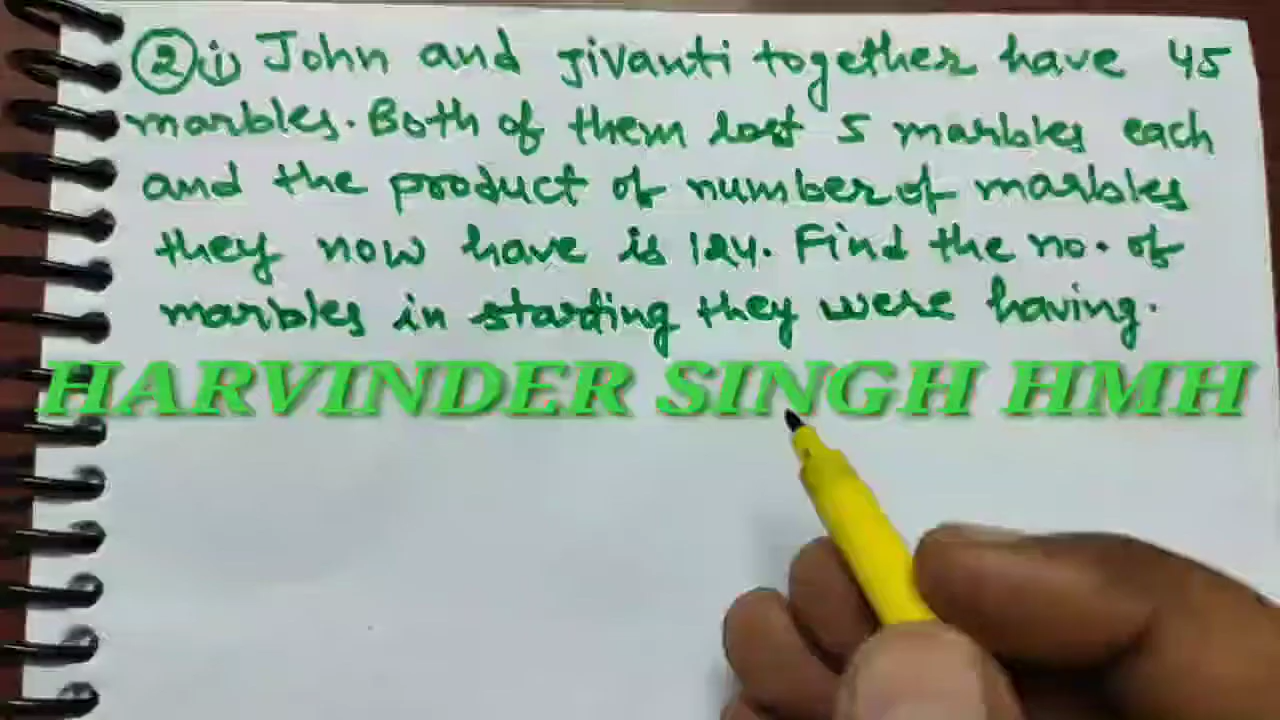 ② i) John and jivanti together have 45
marbles. Both of them lost 5 marbles each
and the product of number of marbles
they now have is 124. Find the no. of
marbles in starting they were having.
HARVINDER SINGH HMH